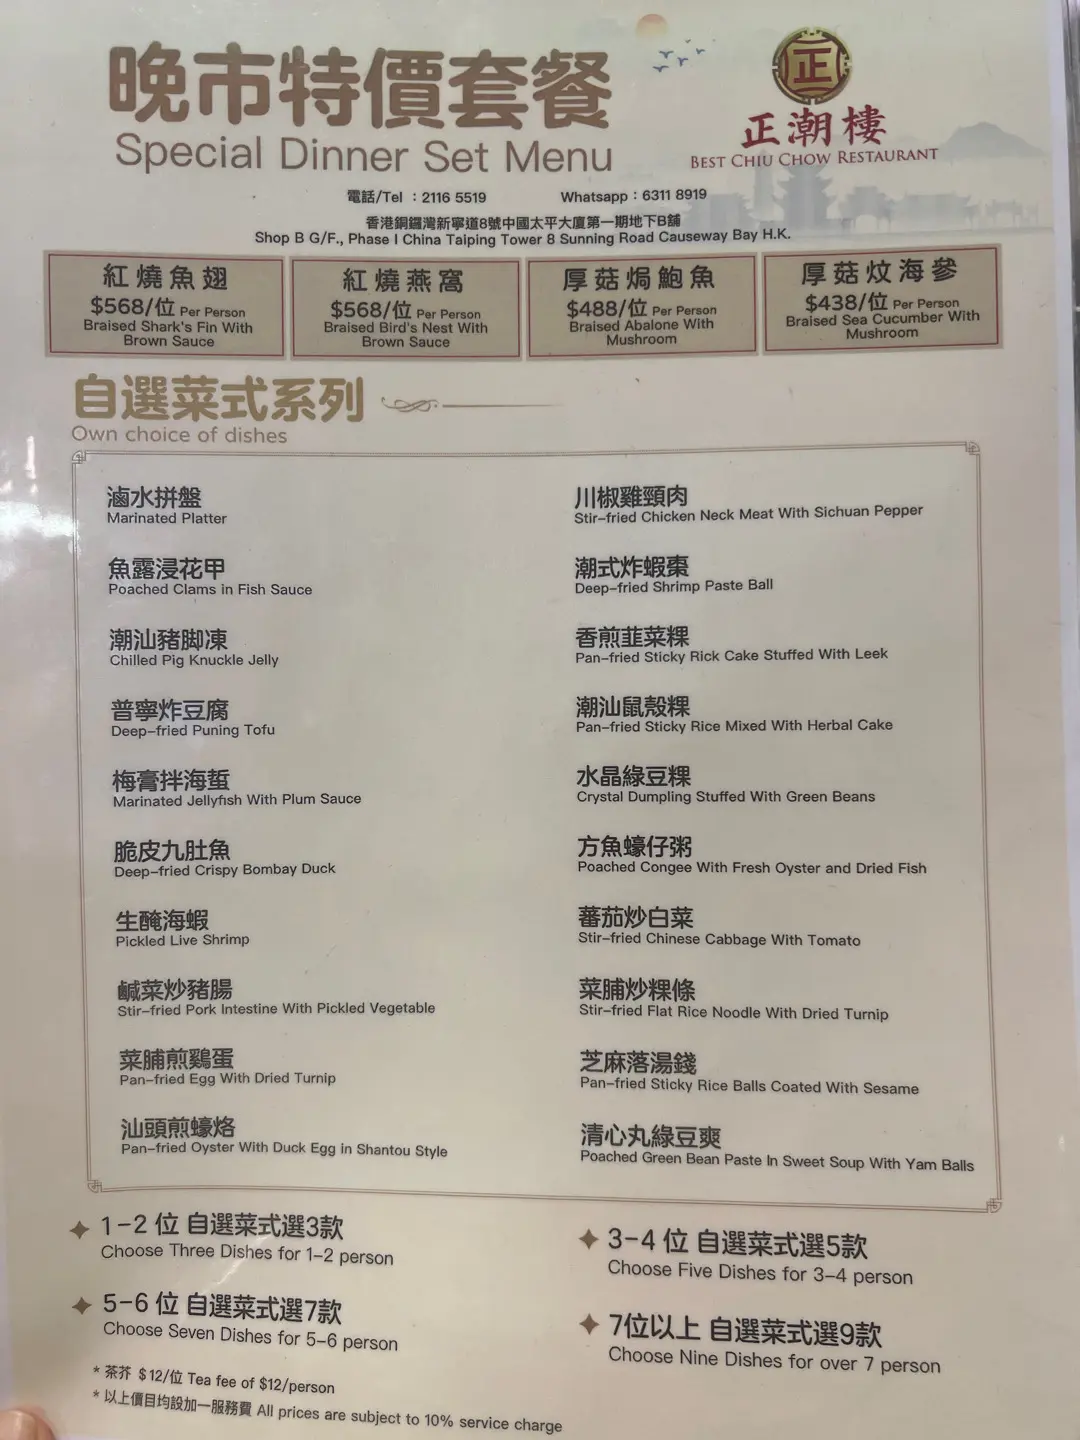 晚市特價套餐
Special Dinner Set Menu
正
正潮樓
BEST CHIU CHOW RESTAURANT
電話/Tel ：2116 5519 Whatsapp：6311 8919
香港銅鑼灣新寧道8號中國太平大廈第一期地下B舖
Shop B G/F., Phase I China Taiping Tower 8 Sunning Road Causeway Bay H.K.
紅燒魚翅
$568/位 Per Person
Braised Shark's Fin With
Brown Sauce
紅燒燕窩
$568/位 Per Person
Braised Bird's Nest With
Brown Sauce
厚菇焗鮑魚
$488/位 Per Person
Braised Abalone With
Mushroom
厚菇炆海參
$438/位 Per Person
Braised Sea Cucumber With
Mushroom
自選菜式系列
Own choice of dishes
滷水拼盤
Marinated Platter
魚露浸花甲
Poached Clams in Fish Sauce
潮汕豬脚凍
Chilled Pig Knuckle Jelly
普寧炸豆腐
Deep-fried Puning Tofu
梅膏拌海蜇
Marinated Jellyfish With Plum Sauce
脆皮九肚魚
Deep-fried Crispy Bombay Duck
生醃海蝦
Pickled Live Shrimp
鹹菜炒豬腸
Stir-fried Pork Intestine With Pickled Vegetable
菜脯煎鷄蛋
Pan-fried Egg With Dried Turnip
汕頭煎蠔烙
Pan-fried Oyster With Duck Egg in Shantou Style
川椒雞頸肉
Stir-fried Chicken Neck Meat With Sichuan Pepper
潮式炸蝦棗
Deep-fried Shrimp Paste Ball
香煎韮菜粿
Pan-fried Sticky Rick Cake Stuffed With Leek
潮汕鼠殼粿
Pan-fried Sticky Rice Mixed With Herbal Cake
水晶綠豆粿
Crystal Dumpling Stuffed With Green Beans
方魚蠔仔粥
Poached Congee With Fresh Oyster and Dried Fish
蕃茄炒白菜
Stir-fried Chinese Cabbage With Tomato
菜脯炒粿條
Stir-fried Flat Rice Noodle With Dried Turnip
芝麻落湯錢
Pan-fried Sticky Rice Balls Coated With Sesame
清心丸綠豆爽
Poached Green Bean Paste In Sweet Soup With Yam Balls
1-2 位 自選菜式選3款
Choose Three Dishes for 1-2 person
3-4 位 自選菜式選5款
Choose Five Dishes for 3-4 person
5-6 位 自選菜式選7款
Choose Seven Dishes for 5-6 person
7位以上 自選菜式選9款
Choose Nine Dishes for over 7 person
* 茶芥 $12/位 Tea fee of $12/person
* 以上價目均設加一服務費 All prices are subject to 10% service charge